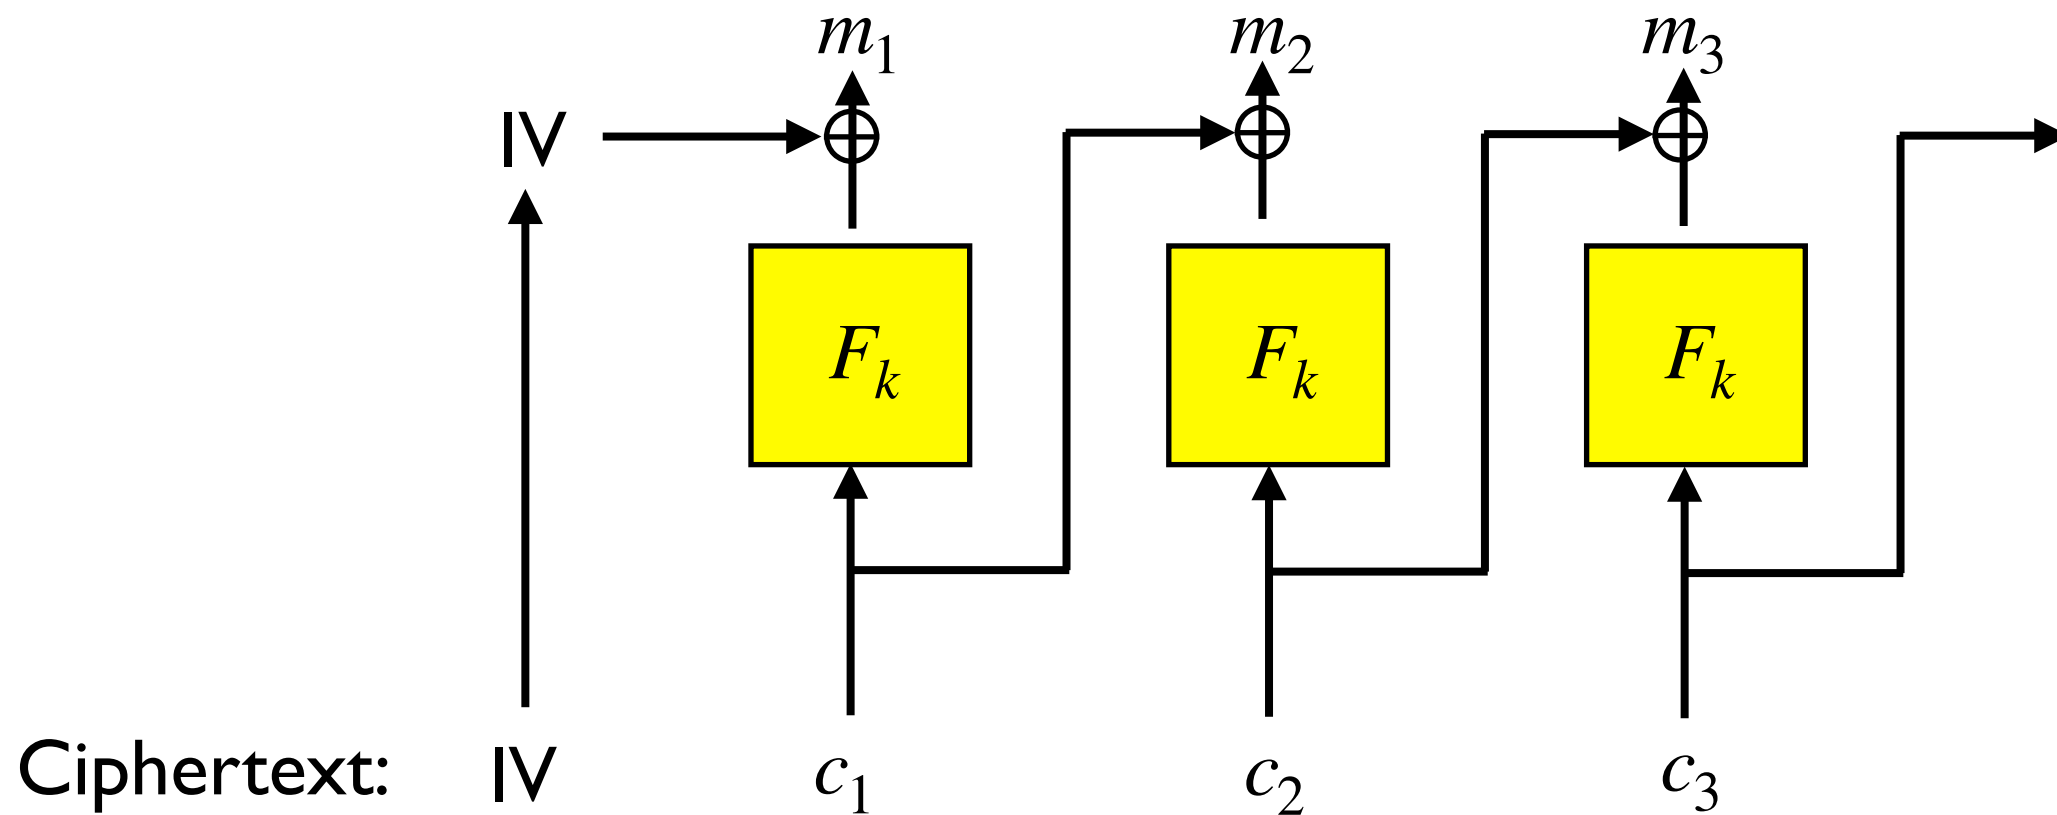 m₁ m₂ m₃
IV
Fₖ Fₖ Fₖ
Ciphertext: IV c₁ c₂ c₃